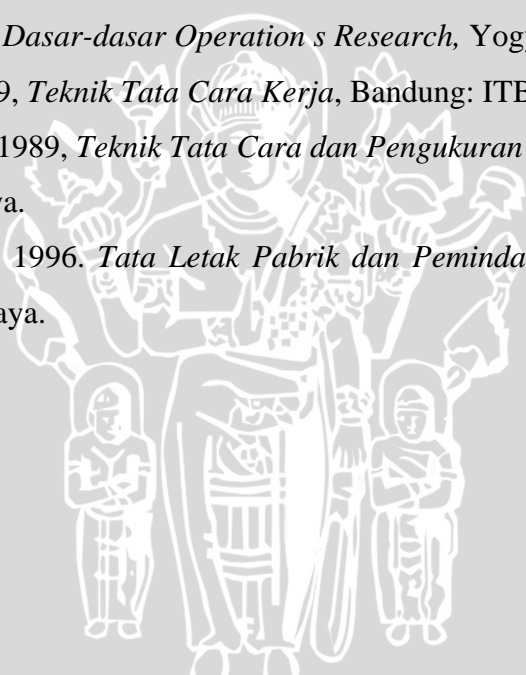 Dasar-dasar Operation s Research, Yogy
9, Teknik Tata Cara Kerja, Bandung: ITB
1989, Teknik Tata Cara dan Pengukuran
a.
1996. Tata Letak Pabrik dan Peminda
aya.